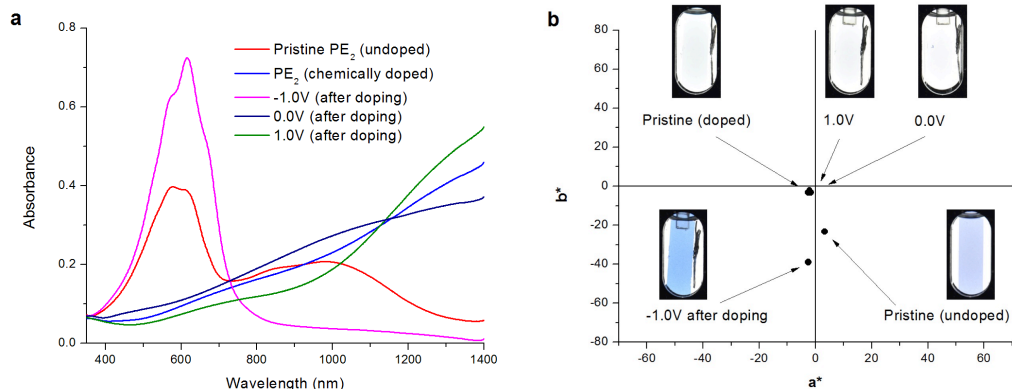 a
0.8
0.6
0.4
0.2
0.0
400 600 800 1000 1200 1400
Absorbance
Wavelength (nm)
Pristine PE2 (undoped)
PE2 (chemically doped)
-1.0V (after doping)
0.0V (after doping)
1.0V (after doping)
b
80
60
40
20
0
-20
-40
-60
-80
-60 -40 -20 0 20 40 60
b*
a*
Pristine (doped)
1.0V
0.0V
-1.0V after doping
Pristine (undoped)